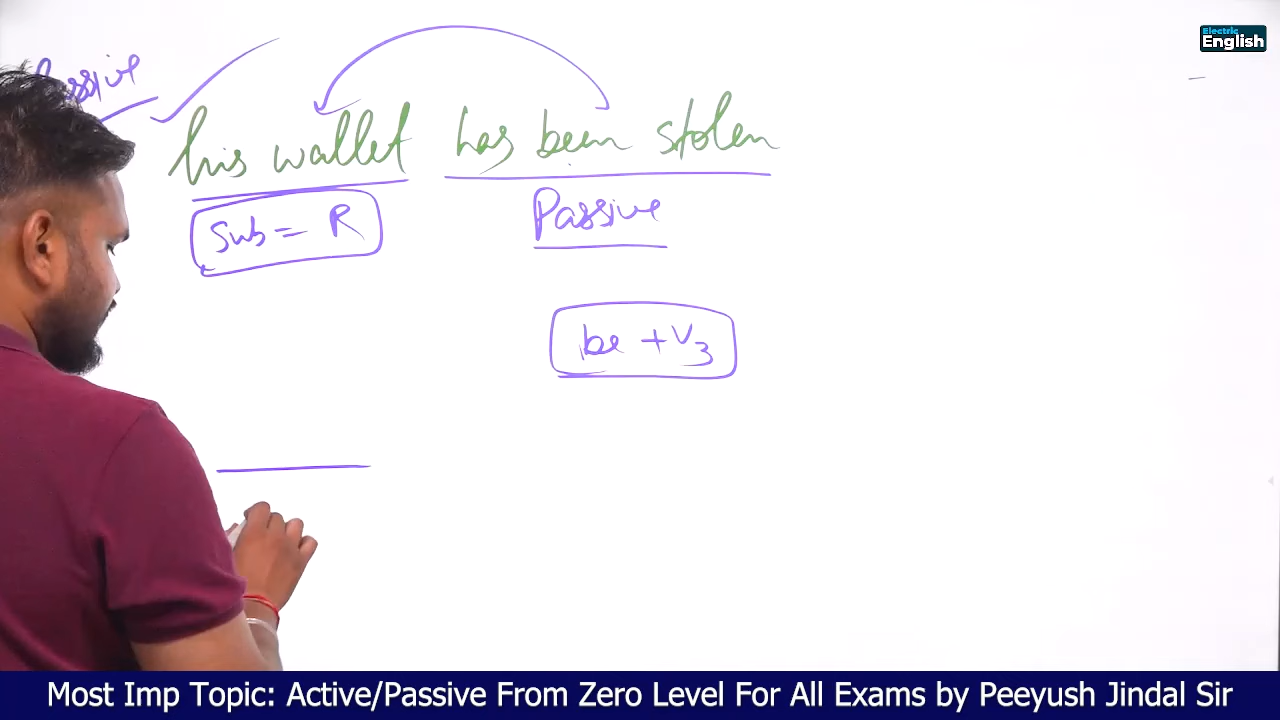 Electric
English
Passive
his wallet has been stolen
Sub = R
Passive
be + V3
Most Imp Topic: Active/Passive From Zero Level For All Exams by Peeyush Jindal Sir